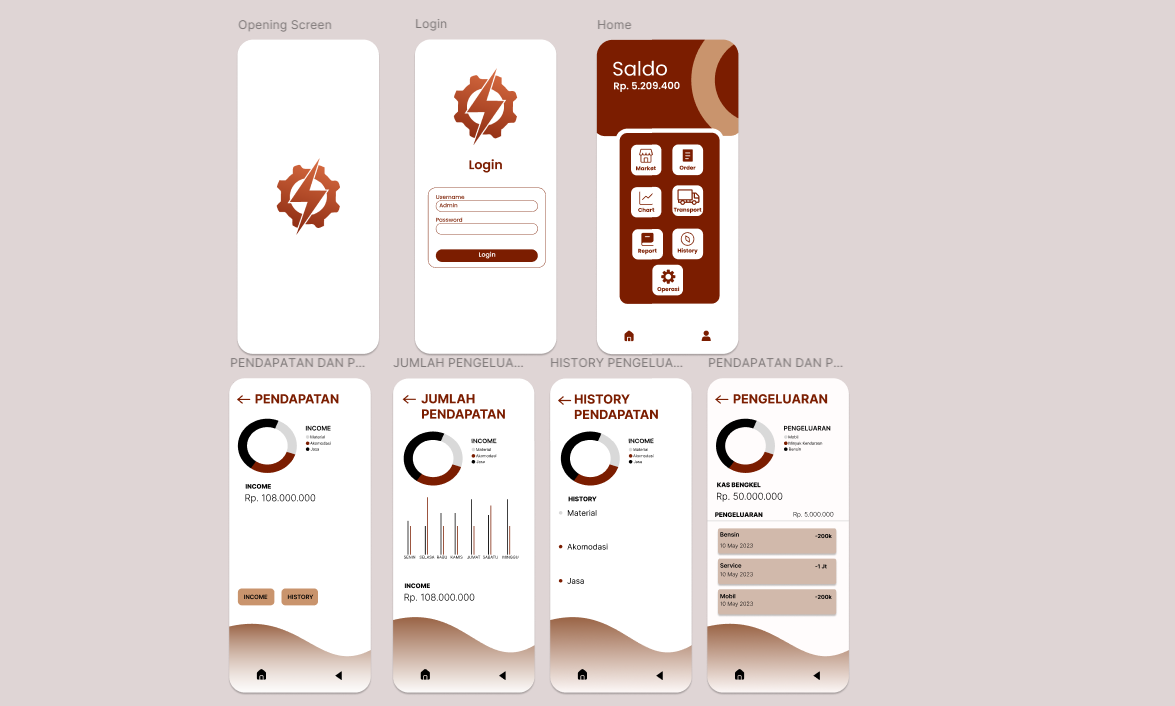 Opening Screen
Login
Home
Login
Username
Admin
Password
Login
Saldo
Rp. 5.209.400
Market
Order
Chart
Transport
Report
History
Operasi
PENDAPATAN DAN P...
JUMLAH PENGELUA...
HISTORY PENGELUA...
PENDAPATAN DAN P...
PENDAPATAN
INCOME
Material
Akomodasi
Jasa
INCOME
Rp. 108.000.000
INCOME
HISTORY
JUMLAH
PENDAPATAN
INCOME
Material
Akomodasi
Jasa
SENIN SELASA RABU KAMIS JUMAT SABATU MINGGU
INCOME
Rp. 108.000.000
HISTORY
PENDAPATAN
INCOME
Material
Akomodasi
Jasa
HISTORY
Material
Akomodasi
Jasa
PENGELUARAN
PENGELUARAN
Mobil
Minyak Kendaraan
Bensin
KAS BENGKEL
Rp. 50.000.000
PENGELUARAN Rp. 5.000.000
Bensin -200k
10 May 2023
Service -1 Jt
10 May 2023
Mobil -200k
10 May 2023